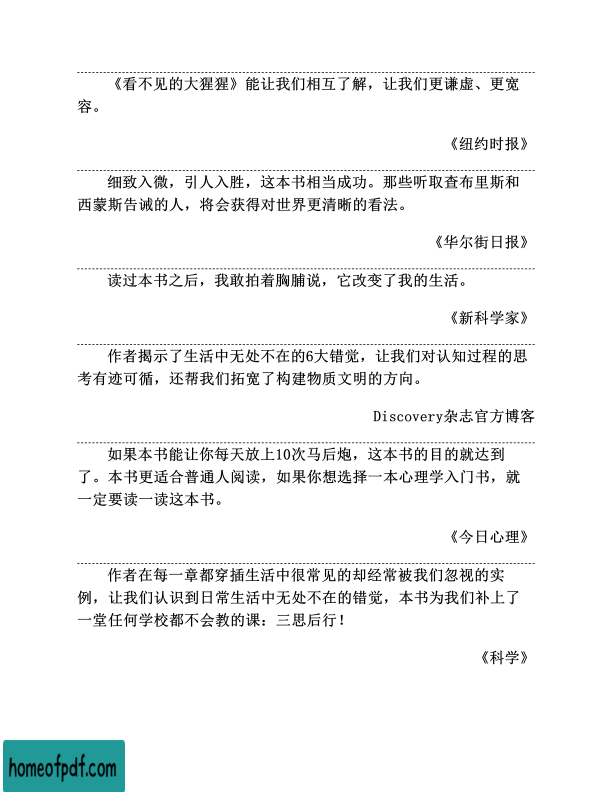 《看不见的大猩猩》能让我们相互了解，让我们更谦虚、更宽
容。
《纽约时报》
细致入微，引人入胜，这本书相当成功。那些听取查布里斯和
西蒙斯告诫的人，将会获得对世界更清晰的看法。
《华尔街日报》
读过本书之后，我敢拍着胸脯说，它改变了我的生活。
《新科学家》
作者揭示了生活中无处不在的6大错觉，让我们对认知过程的思
考有迹可循，还帮我们拓宽了构建物质文明的方向。
Discovery杂志官方博客
如果本书能让你每天放上10次马后炮，这本书的目的就达到
了。本书更适合普通人阅读，如果你想选择一本心理学入门书，就
一定要读一读这本书。
《今日心理》
作者在每一章都穿插生活中很常见的却经常被我们忽视的实
例，让我们认识到日常生活中无处不在的错觉，本书为我们补上了
一堂任何学校都不会教的课：三思后行！
《科学》
homeofpdf.com